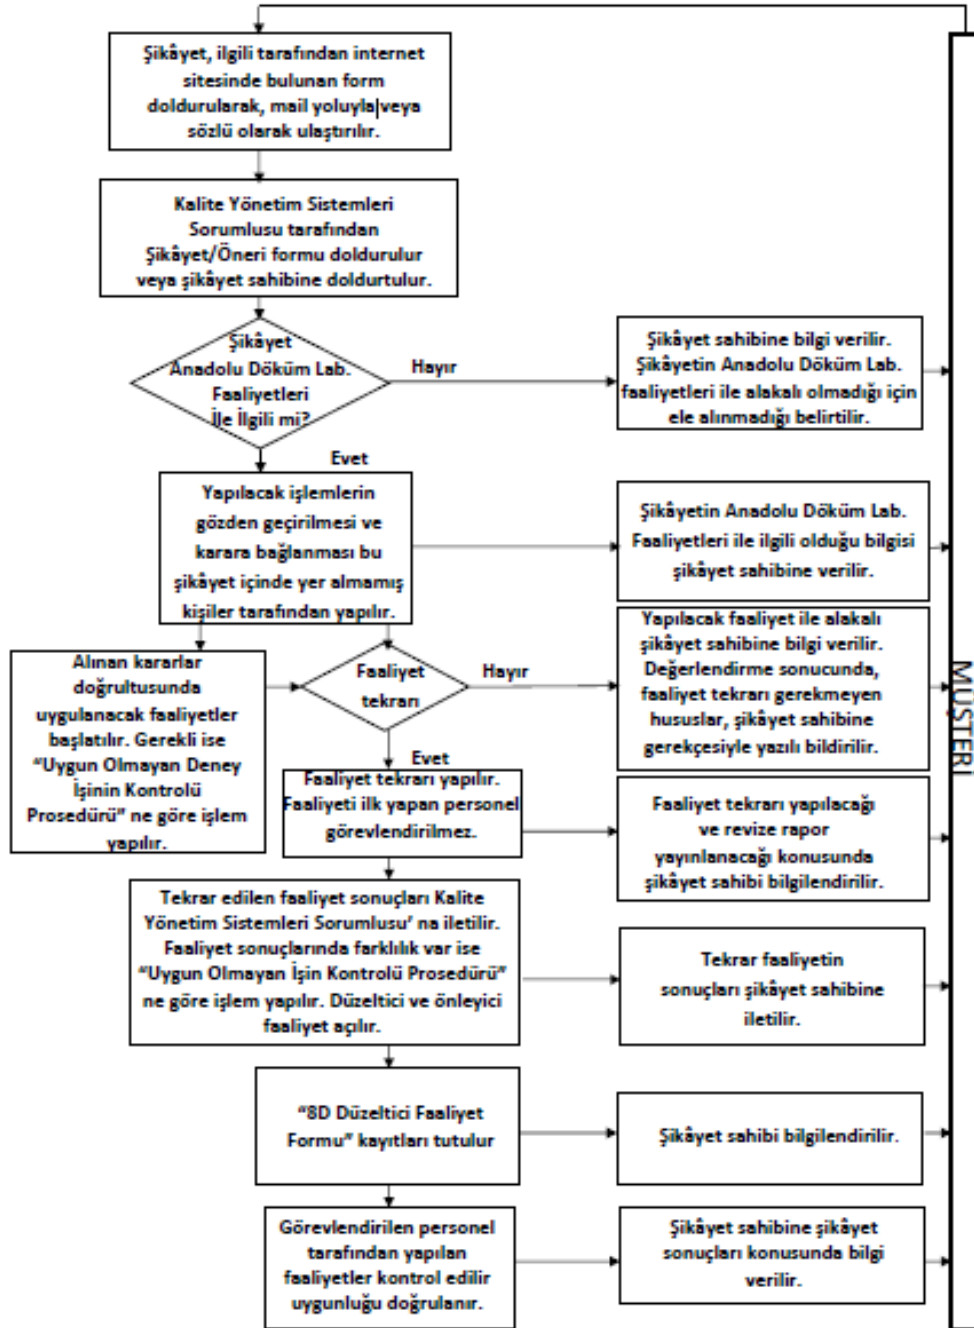 Şikâyet, ilgili tarafından internet
sitesinde bulunan form
doldurularak, mail yoluyla|veya
sözlü olarak ulaştırılır.
Kalite Yönetim Sistemleri
Sorumlusu tarafından
Şikâyet/Öneri formu doldurulur
veya şikâyet sahibine doldurtulur.
Şikâyet
Anadolu Döküm Lab.
Faaliyetleri
İle İlgili mi?
Hayır
Şikâyet sahibine bilgi verilir.
Şikâyetin Anadolu Döküm Lab.
faaliyetleri ile alakalı olmadığı için
ele alınmadığı belirtilir.
Evet
Yapılacak işlemlerin
gözden geçirilmesi ve
karara bağlanması bu
şikâyet içinde yer almamış
kişiler tarafından yapılır.
Şikâyetin Anadolu Döküm Lab.
Faaliyetleri ile ilgili olduğu bilgisi
şikâyet sahibine verilir.
Alınan kararlar
doğrultusunda
uygulanacak faaliyetler
başlatılır. Gerekli ise
“Uygun Olmayan Deney
İşinin Kontrolü
Prosedürü” ne göre işlem
yapılır.
Faaliyet
tekrarı
Hayır
Yapılacak faaliyet ile alakalı
şikâyet sahibine bilgi verilir.
Değerlendirme sonucunda,
faaliyet tekrarı gerekmeyen
hususlar, şikâyet sahibine
gerekçesiyle yazılı bildirilir.
MÜŞTERİ
Evet
Faaliyet tekrarı yapılır.
Faaliyeti ilk yapan personel
görevlendirilmez.
Faaliyet tekrarı yapılacağı
ve revize rapor
yayınlanacağı konusunda
şikâyet sahibi bilgilendirilir.
Tekrar edilen faaliyet sonuçları Kalite
Yönetim Sistemleri Sorumlusu’ na iletilir.
Faaliyet sonuçlarında farklılık var ise
“Uygun Olmayan İşin Kontrolü Prosedürü”
ne göre işlem yapılır. Düzeltici ve önleyici
faaliyet açılır.
Tekrar faaliyetin
sonuçları şikâyet sahibine
iletilir.
“8D Düzeltici Faaliyet
Formu” kayıtları tutulur
Şikâyet sahibi bilgilendirilir.
Görevlendirilen personel
tarafından yapılan
faaliyetler kontrol edilir
uygunluğu doğrulanır.
Şikâyet sahibine şikâyet
sonuçları konusunda bilgi
verilir.